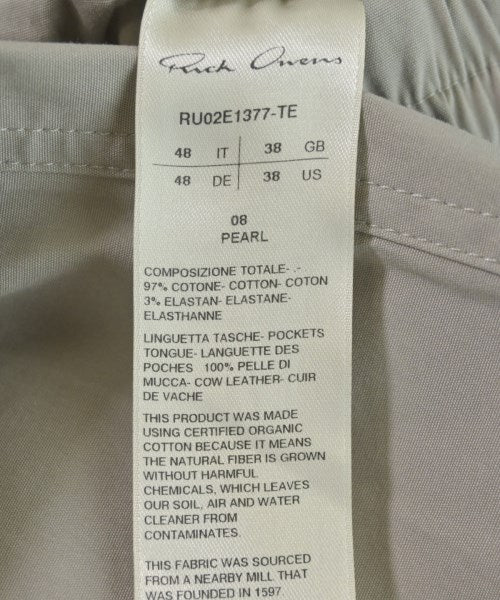 Rick Owens
RU02E1377-TE
48 IT 38 GB
48 DE 38 US
08
PEARL
COMPOSIZIONE TOTALE- .-
97% COTONE- COTTON- COTON
3% ELASTAN- ELASTANE-
ELASTHANNE
LINGUETTA TASCHE- POCKETS
TONGUE- LANGUETTE DES
POCHES 100% PELLE DI
MUCCA- COW LEATHER- CUIR
DE VACHE
THIS PRODUCT WAS MADE
USING CERTIFIED ORGANIC
COTTON BECAUSE IT MEANS
THE NATURAL FIBER IS GROWN
WITHOUT HARMFUL
CHEMICALS, WHICH LEAVES
OUR SOIL, AIR AND WATER
CLEANER FROM
CONTAMINATES.
THIS FABRIC WAS SOURCED
FROM A NEARBY MILL THAT
WAS FOUNDED IN 1597